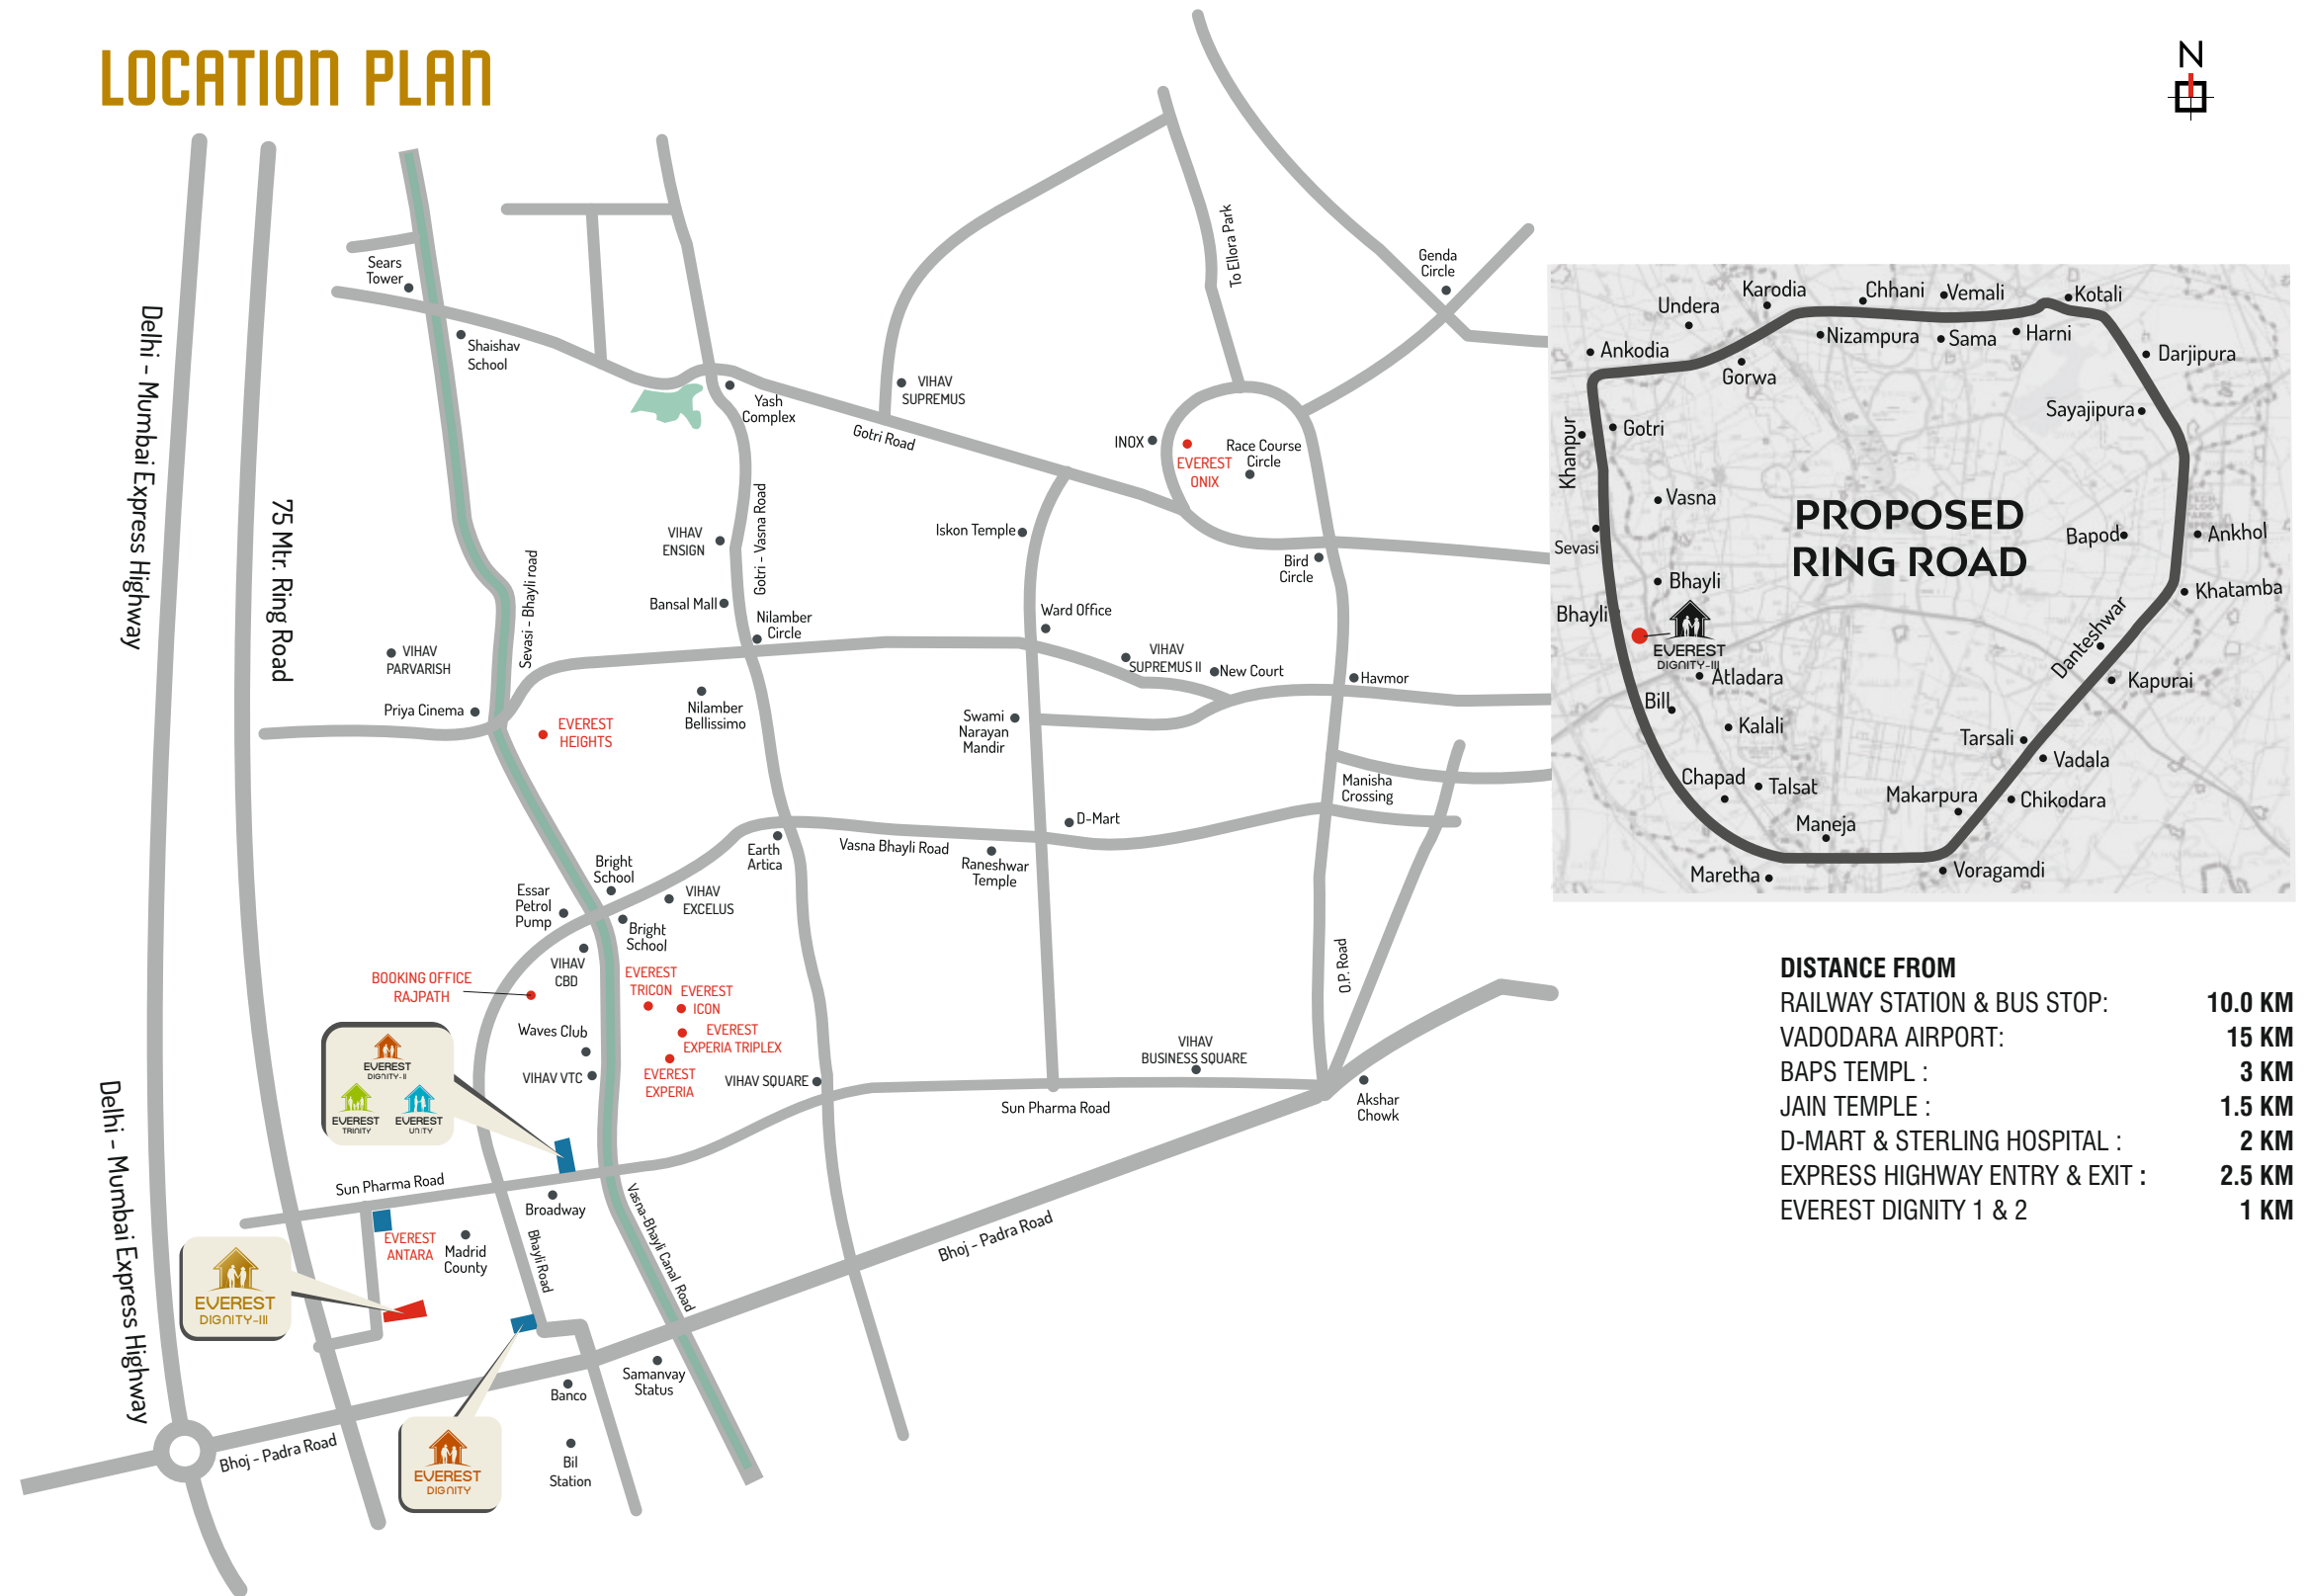 LOCATION PLAN
N
Delhi - Mumbai Express Highway
75 Mtr. Ring Road
Sears
Tower
Shaishav
School
Yash
Complex
Gotri Road
VIHAV
SUPREMUS
To Ellora Park
Genda
Circle
INOX
EVEREST
ONIX
Race Course
Circle
Iskon Temple
Bird
Circle
VIHAV
ENSIGN
Gotri - Vasna Road
Bansal Mall
Nilamber
Circle
Sevasi - Bhayli road
VIHAV
PARVARISH
Priya Cinema
EVEREST
HEIGHTS
Nilamber
Bellissimo
Ward Office
VIHAV
SUPREMUS II
New Court
Havmor
Swami
Narayan
Mandir
Manisha
Crossing
D-Mart
Earth
Artica
Vasna Bhayli Road
Raneshwar
Temple
Bright
School
Essar
Petrol
Pump
VIHAV
EXCELUS
Bright
School
VIHAV
CBD
BOOKING OFFICE
RAJPATH
EVEREST
TRICON
EVEREST
ICON
EVEREST
EXPERIA TRIPLEX
EVEREST
EXPERIA
Waves Club
VIHAV VTC
VIHAV SQUARE
O.P. Road
VIHAV
BUSINESS SQUARE
Sun Pharma Road
Akshar
Chowk
EVEREST
DIGNITY-II
EVEREST
TRINITY
EVEREST
UNITY
Delhi - Mumbai Express Highway
Sun Pharma Road
Broadway
EVEREST
ANTARA
Madrid
County
Bhayli Road
Vasna-Bhayli Canal Road
Bhoj - Padra Road
EVEREST
DIGNITY-III
Samanvay
Status
Banco
Bhoj - Padra Road
Bil
Station
EVEREST
DIGNITY
Undera
Karodia
Chhani
Vemali
Kotali
Ankodia
Gorwa
Nizampura
Sama
Harni
Darjipura
Khanpur
Gotri
Sayajipura
Vasna
PROPOSED
RING ROAD
Sevasi
Bapod
Ankhol
Bhayli
Khatamba
Bhayli
EVEREST
DIGNITY-III
Danteshwar
Atladara
Kapurai
Bill
Kalali
Tarsali
Vadala
Chapad
Talsat
Makarpura
Chikodara
Maneja
Maretha
Voragamdi
DISTANCE FROM
RAILWAY STATION & BUS STOP: 10.0 KM
VADODARA AIRPORT: 15 KM
BAPS TEMPL : 3 KM
JAIN TEMPLE : 1.5 KM
D-MART & STERLING HOSPITAL : 2 KM
EXPRESS HIGHWAY ENTRY & EXIT : 2.5 KM
EVEREST DIGNITY 1 & 2 1 KM